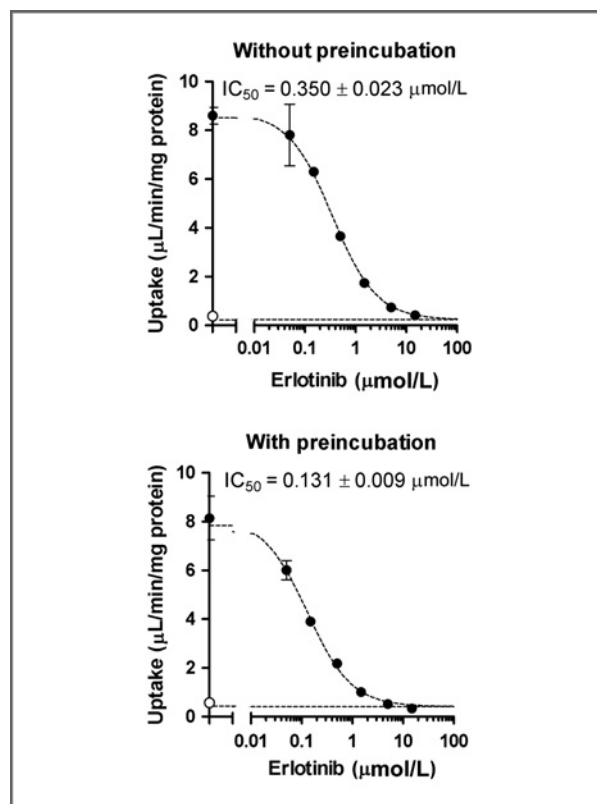 Without preincubation
IC50 = 0.350 ± 0.023 μmol/L
Uptake (μL/min/mg protein)
10
8
6
4
2
0
0.01 0.1 1 10 100
Erlotinib (μmol/L)
With preincubation
IC50 = 0.131 ± 0.009 μmol/L
Uptake (μL/min/mg protein)
10
8
6
4
2
0
0.01 0.1 1 10 100
Erlotinib (μmol/L)